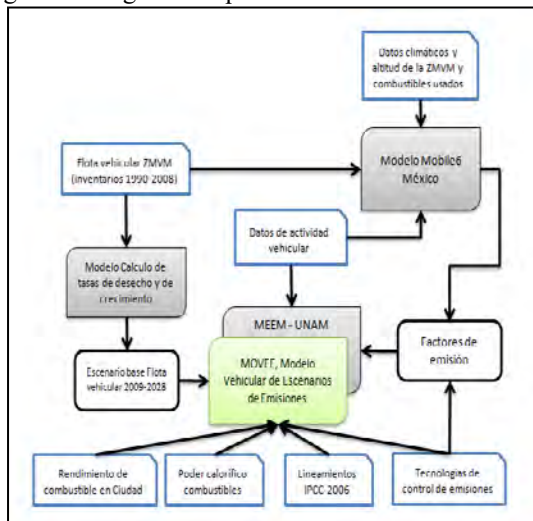 Datos climáticos y
altitud de la ZMVM y
combustibles usados
Flota vehicular ZMVM
(inventarios 1990-2008)
Modelo Mobile6
México
Datos de actividad
vehicular
Modelo Calculo de
tasas de desecho y de
crecimiento
MEEM - UNAM
Factores de
emisión
Escenario base Flota
vehicular 2009-2028
MOVEE, Modelo
Vehicular de Escenarios
de Emisiones
Rendimiento de
combustible en Ciudad
Poder calorífico
combustibles
Lineamientos
IPCC 2006
Tecnologías de
control de emisiones